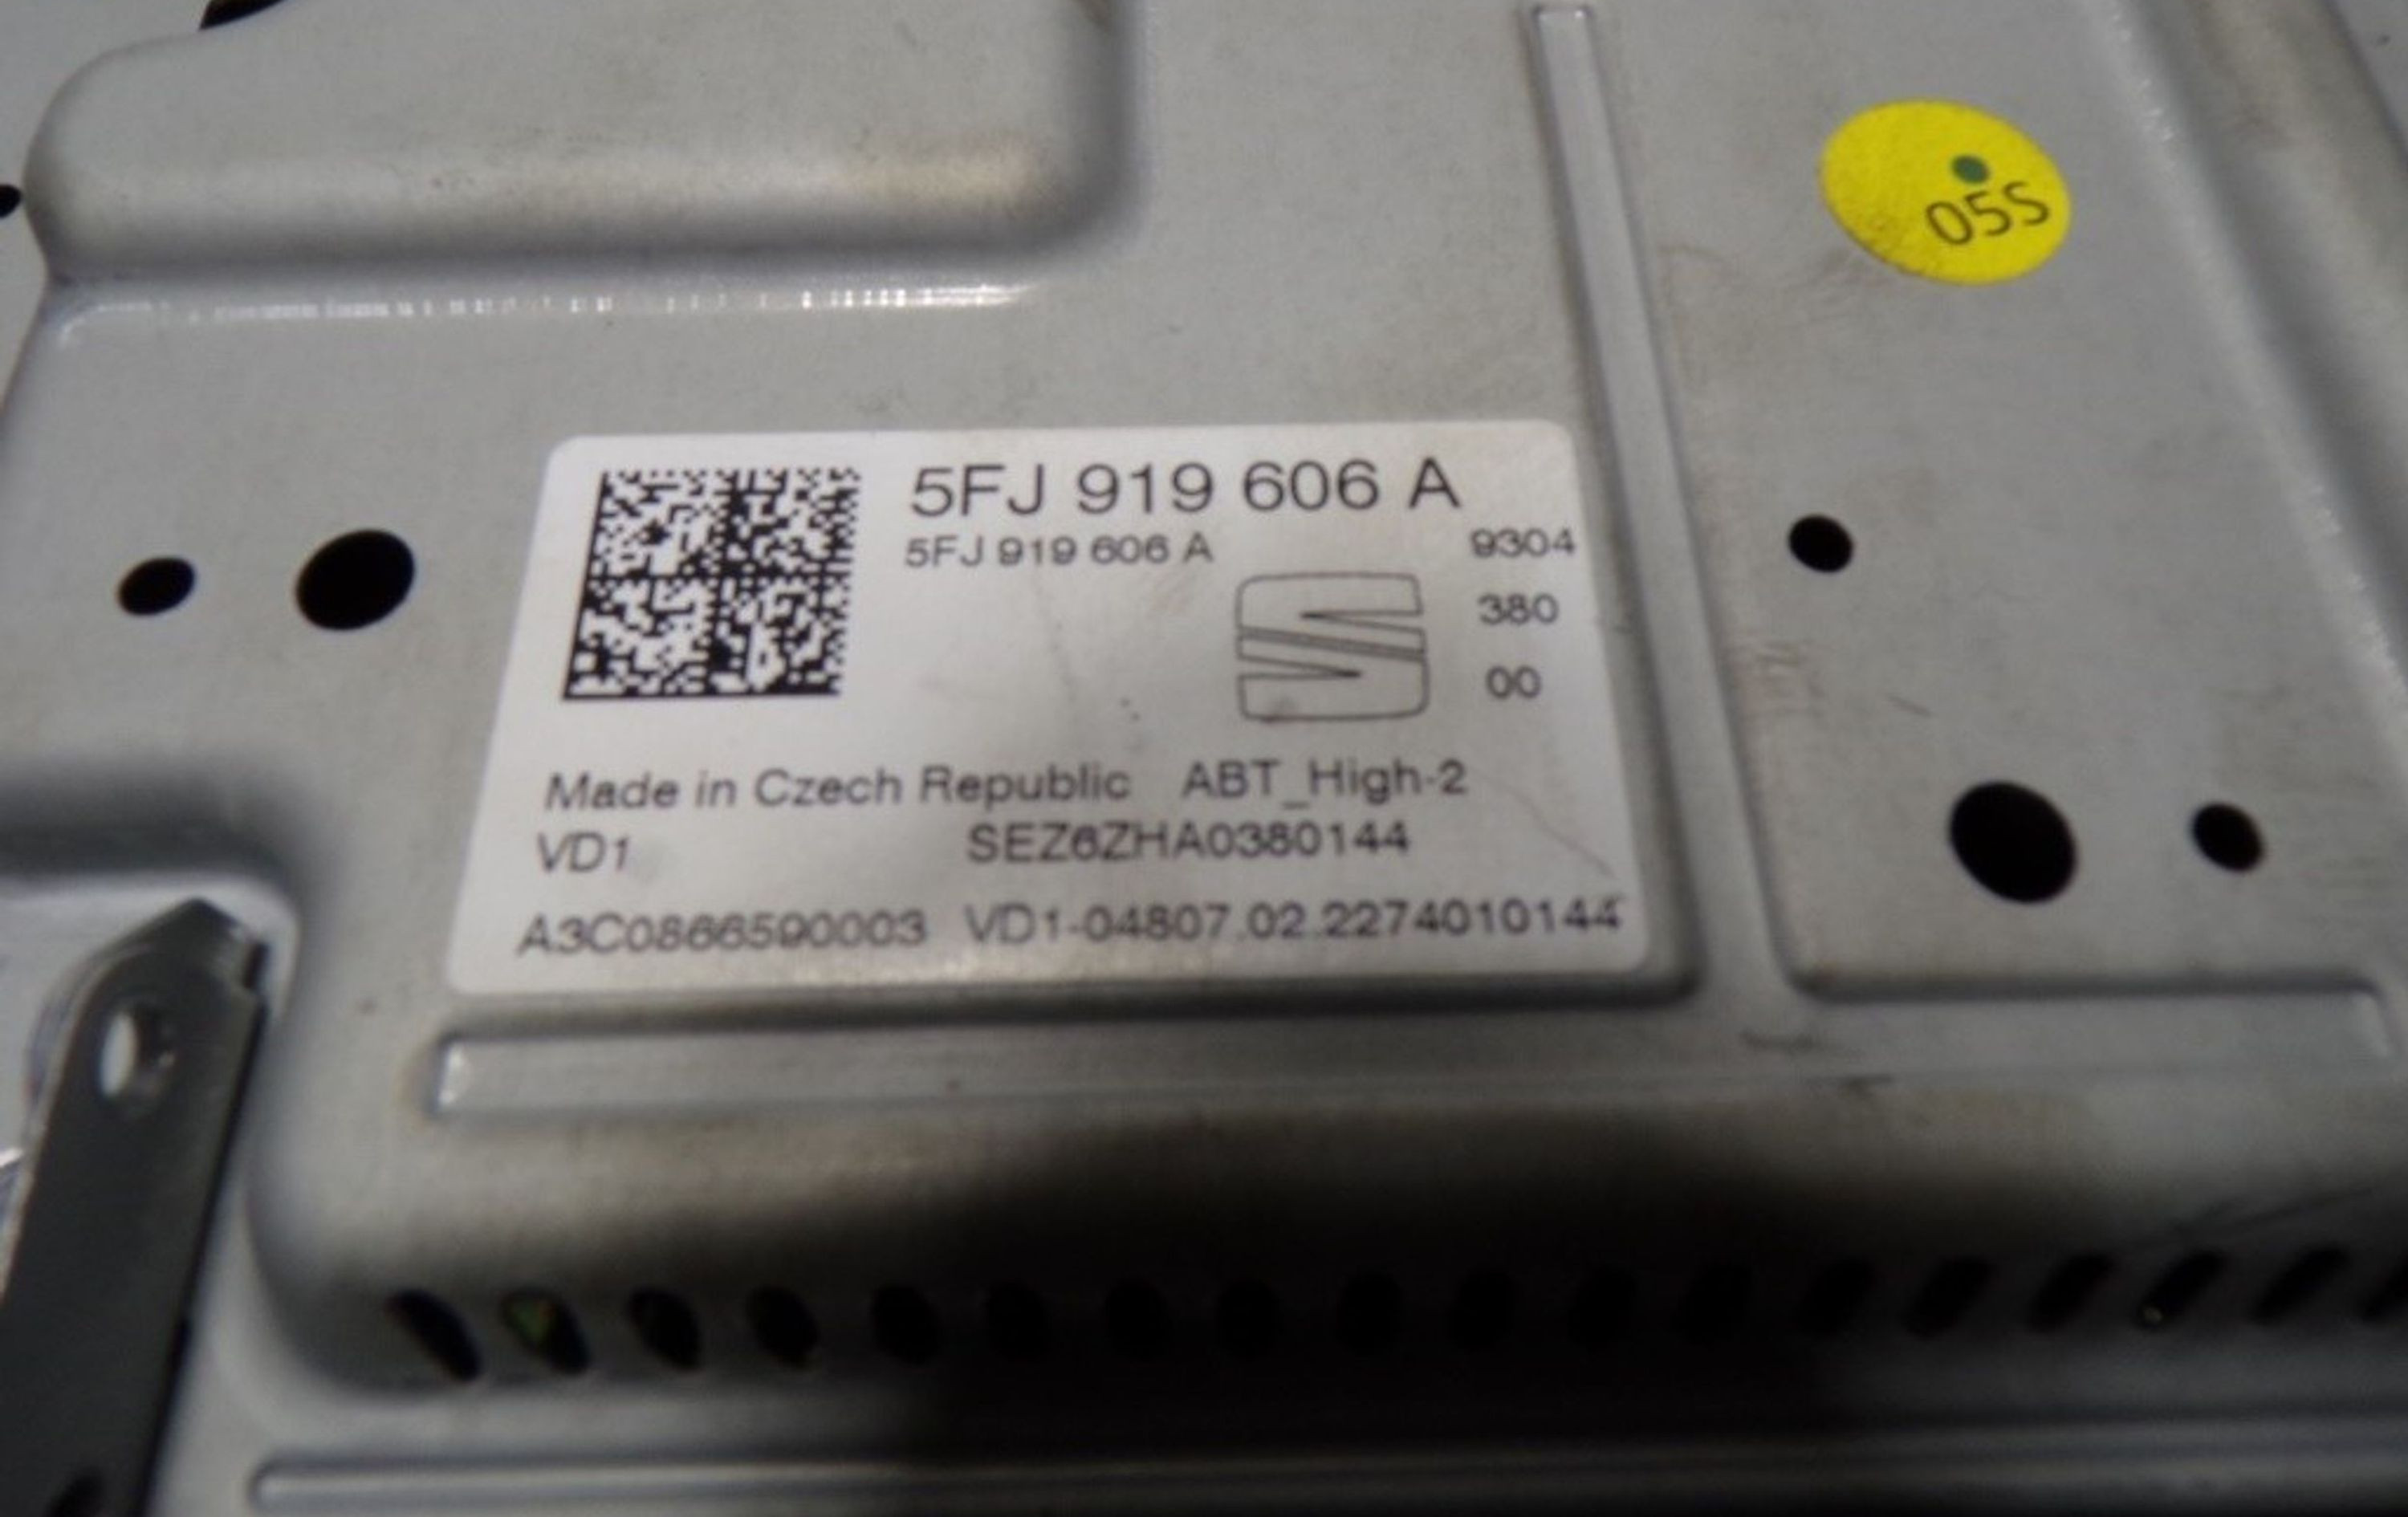 05S
5FJ 919 606 A
5FJ 919 606 A 9304
380
00
Made in Czech Republic ABT_High-2
VD1 SEZ6ZHA0380144
A3C0866590003 VD1-04807.02.2274010144